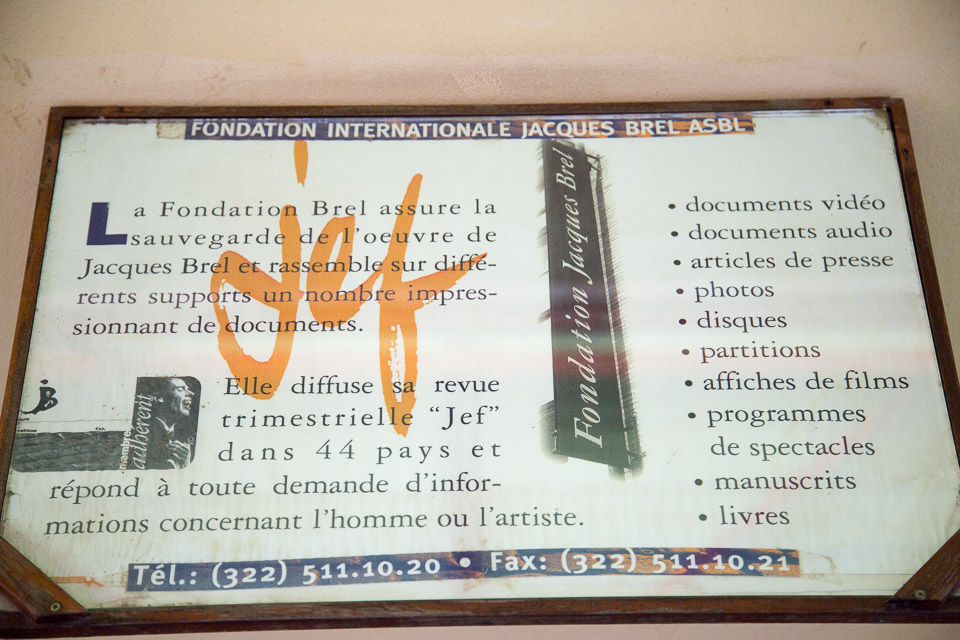 FONDATION INTERNATIONALE JACQUES BREL ASBL
jef
La Fondation Brel assure la
sauvegarde de l'oeuvre de
Jacques Brel et rassemble sur diffé-
rents supports un nombre impres-
sionnant de documents.
Elle diffuse sa revue
trimestrielle "Jef"
dans 44 pays et
répond à toute demande d'infor-
mations concernant l'homme ou l'artiste.
JB
membre
adhérent
Fondation Jacques Brel
• documents vidéo
• documents audio
• articles de presse
• photos
• disques
• partitions
• affiches de films
• programmes
de spectacles
• manuscrits
• livres
Tél.: (322) 511.10.20 • Fax: (322) 511.10.21